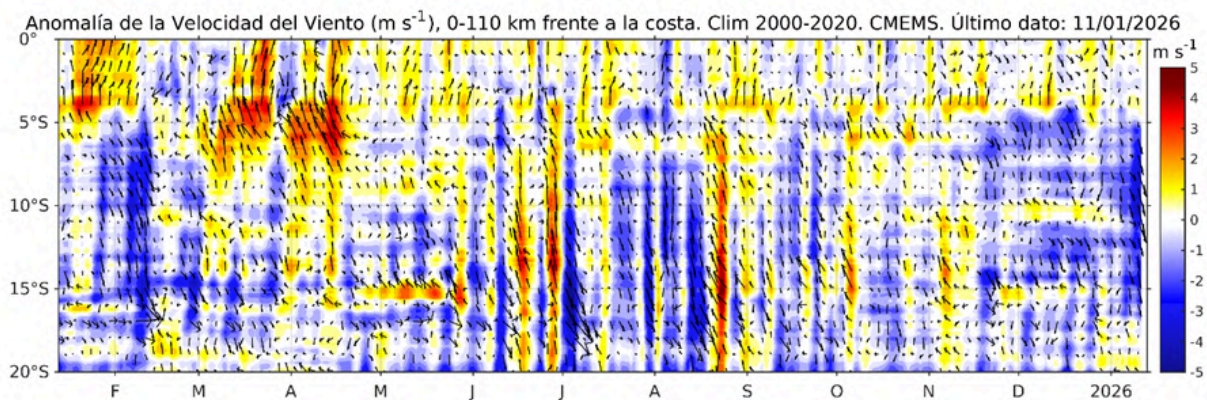 Anomalía de la Velocidad del Viento (m s-1), 0-110 km frente a la costa. Clim 2000-2020. CMEMS. Último dato: 11/01/2026
m s-1
0°
5°S
10°S
15°S
20°S
5
4
3
2
1
0
-1
-2
-3
-4
-5
F M A M J J A S O N D 2026